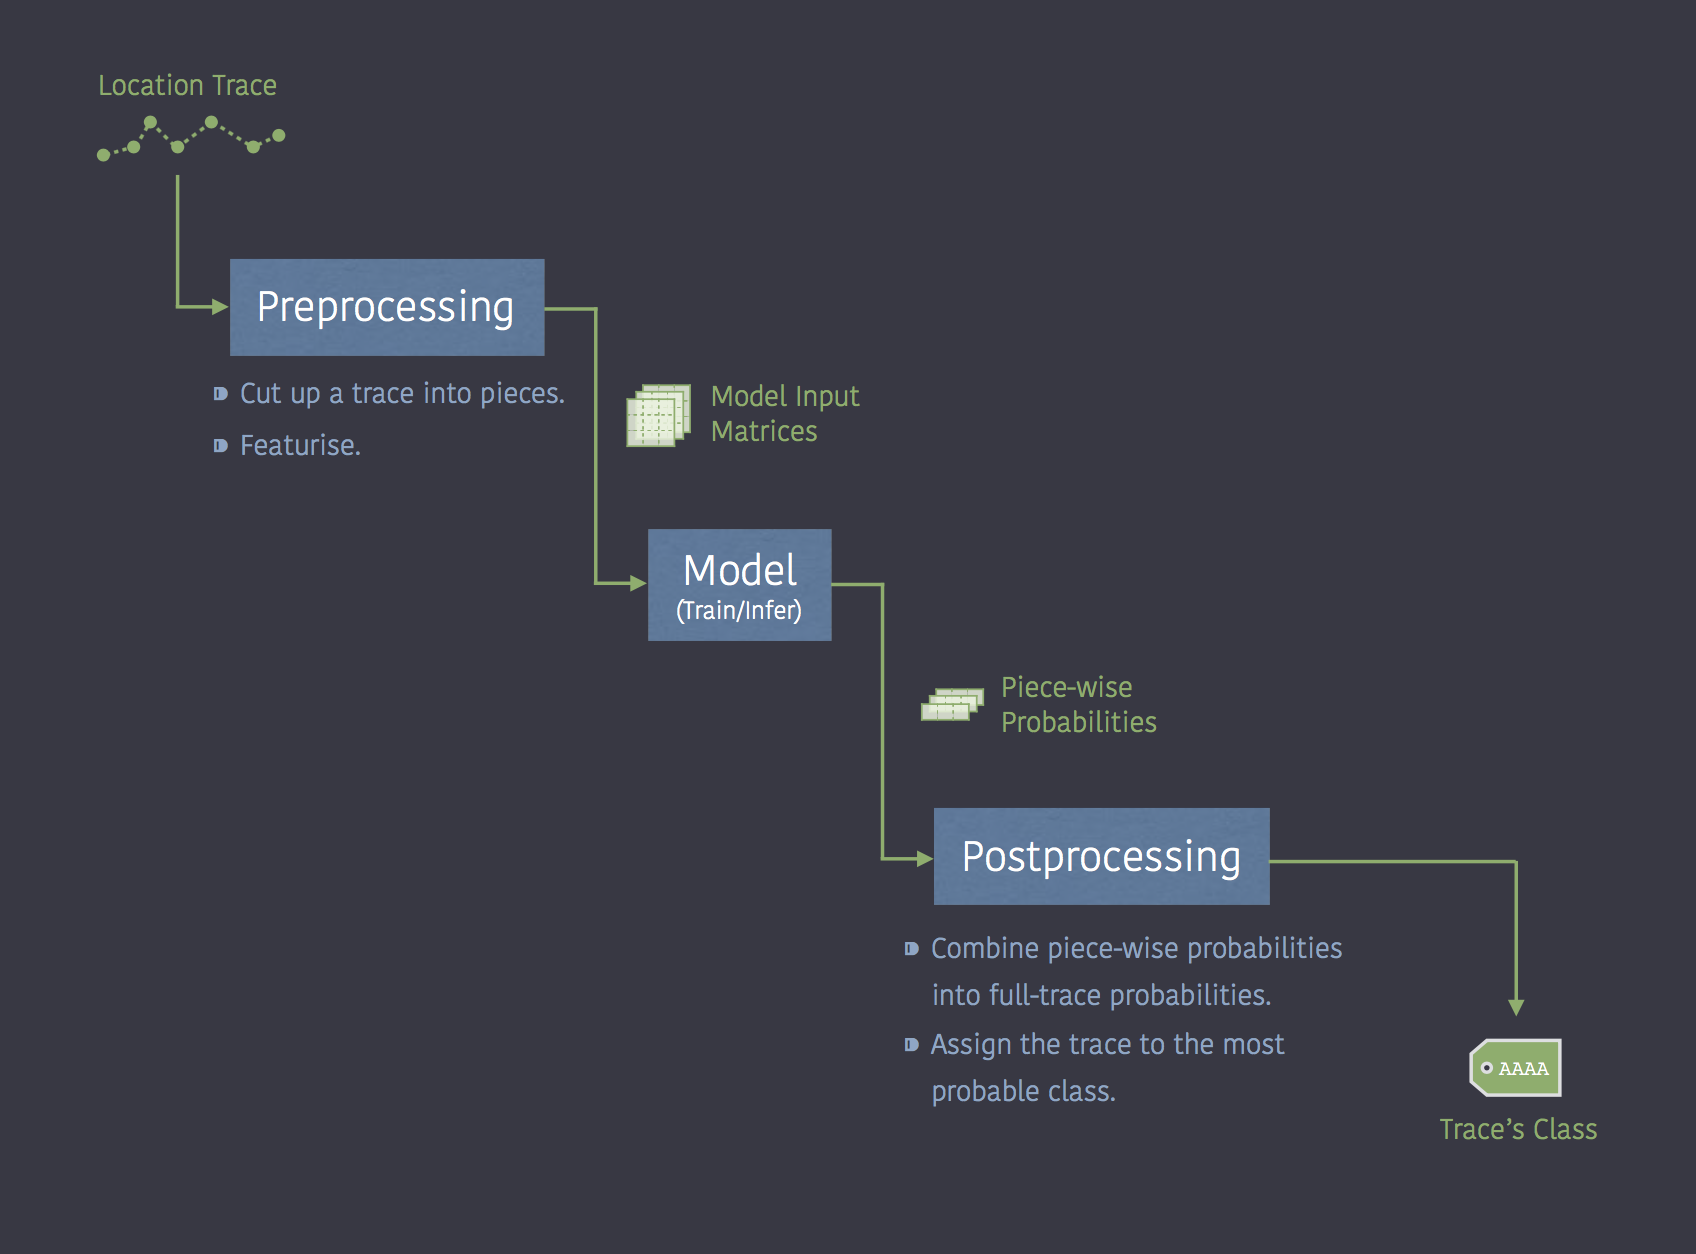 Location Trace
Preprocessing
Cut up a trace into pieces.
Featurise.
Model Input
Matrices
Model
(Train/Infer)
Piece-wise
Probabilities
Postprocessing
Combine piece-wise probabilities
into full-trace probabilities.
Assign the trace to the most
probable class.
AAAA
Trace’s Class